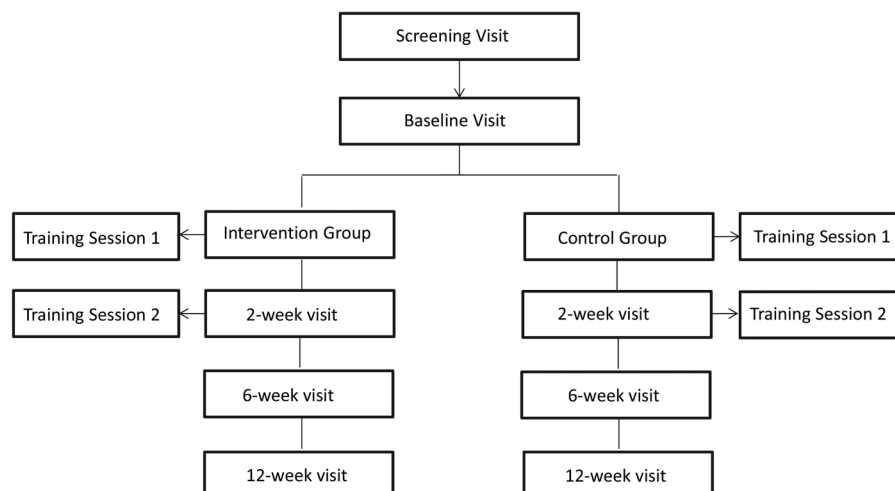 Screening Visit
Baseline Visit
Training Session 1
Intervention Group
Control Group
Training Session 1
Training Session 2
2-week visit
2-week visit
Training Session 2
6-week visit
6-week visit
12-week visit
12-week visit